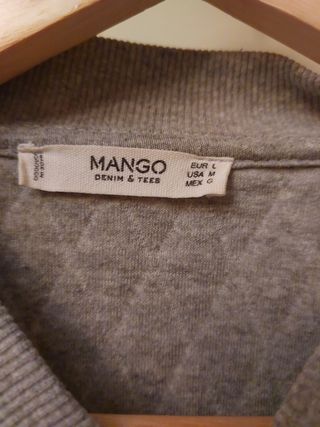 MANGO
DENIM & TEES
EUR L
USA M
MEX G